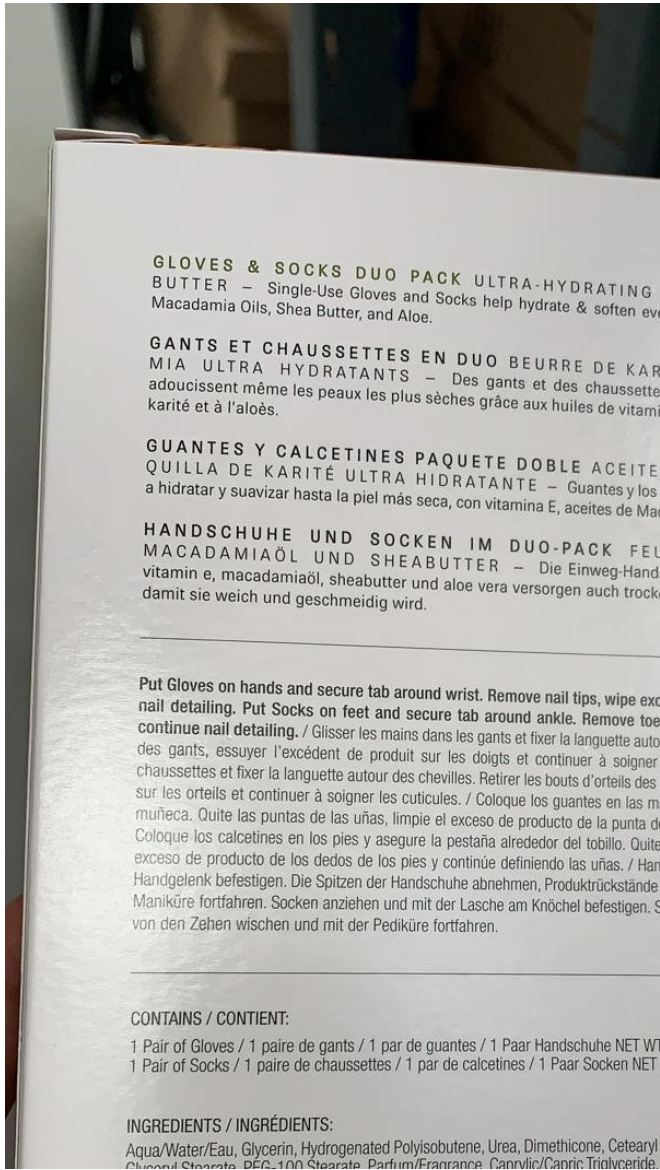 GLOVES & SOCKS DUO PACK ULTRA-HYDRATING
BUTTER – Single-Use Gloves and Socks help hydrate & soften
Macadamia Oils, Shea Butter, and Aloe.
GANTS ET CHAUSSETTES EN DUO BEURRE DE KAR
MIA ULTRA HYDRATANTS – Des gants et des chaussette
adoucissent même les peaux les plus sèches grâce aux huiles de vitami
karité et à l'aloès.
GUANTES Y CALCETINES PAQUETE DOBLE ACEITE
QUILLA DE KARITÉ ULTRA HIDRATANTE – Guantes y los
a hidratar y suavizar hasta la piel más seca, con vitamina E, aceites de Ma
HANDSCHUHE UND SOCKEN IM DUO-PACK FEU
MACADAMIAÖL UND SHEABUTTER – Die Einweg-Hand
vitamin e, macadamiaöl, sheabutter und aloe vera versorgen auch trock
damit sie weich und geschmeidig wird.
Put Gloves on hands and secure tab around wrist. Remove nail tips, wipe exc
nail detailing. Put Socks on feet and secure tab around ankle. Remove toe
continue nail detailing. / Glisser les mains dans les gants et fixer la languette auto
des gants, essuyer l'excédent de produit sur les doigts et continuer à soigner
chaussettes et fixer la languette autour des chevilles. Retirer les bouts d'orteils des
sur les orteils et continuer à soigner les cuticules. / Coloque los guantes en las m
muñeca. Quite las puntas de las uñas, limpie el exceso de producto de la punta d
Coloque los calcetines en los pies y asegure la pestaña alrededor del tobillo. Quite
exceso de producto de los dedos de los pies y continúe definiendo las uñas. / Han
Handgelenk befestigen. Die Spitzen der Handschuhe abnehmen, Produktrückstände
Maniküre fortfahren. Socken anziehen und mit der Lasche am Knöchel befestigen. S
von den Zehen wischen und mit der Pediküre fortfahren.
CONTAINS / CONTIENT:
1 Pair of Gloves / 1 paire de gants / 1 par de guantes / 1 Paar Handschuhe NET WT
1 Pair of Socks / 1 paire de chaussettes / 1 par de calcetines / 1 Paar Socken NET
INGREDIENTS / INGRÉDIENTS:
Aqua/Water/Eau, Glycerin, Hydrogenated Polyisobutene, Urea, Dimethicone, Cetearyl
Glyceryl Stearate, PEG-100 Stearate, Parfum/Fragrance, Caprylic/Capric Triglyceride